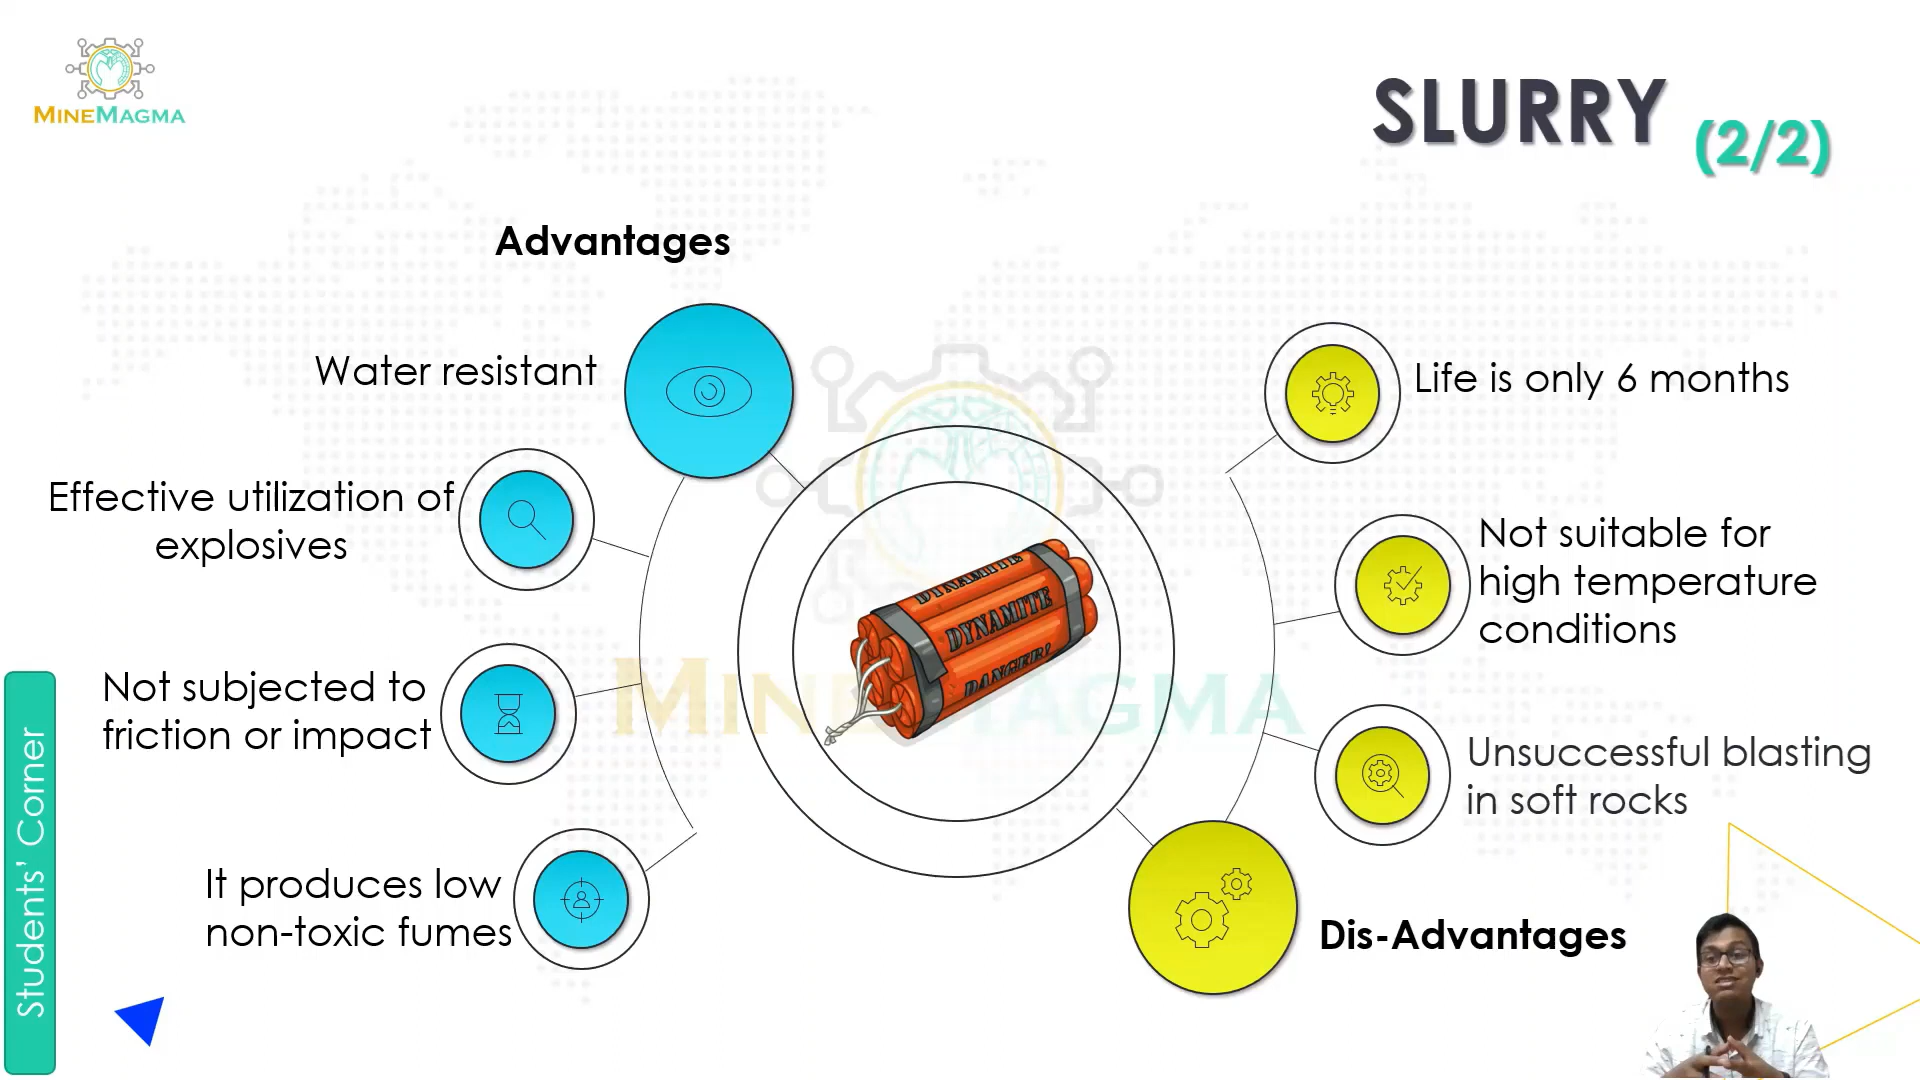 MINEMAGMA
SLURRY (2/2)
Advantages
Water resistant
Effective utilization of
explosives
Not subjected to
friction or impact
It produces low
non-toxic fumes
Life is only 6 months
Not suitable for
high temperature
conditions
Unsuccessful blasting
in soft rocks
Dis-Advantages
DYNAMITE
DYNAMITE
DANGER!
MINEMAGMA
Students' Corner